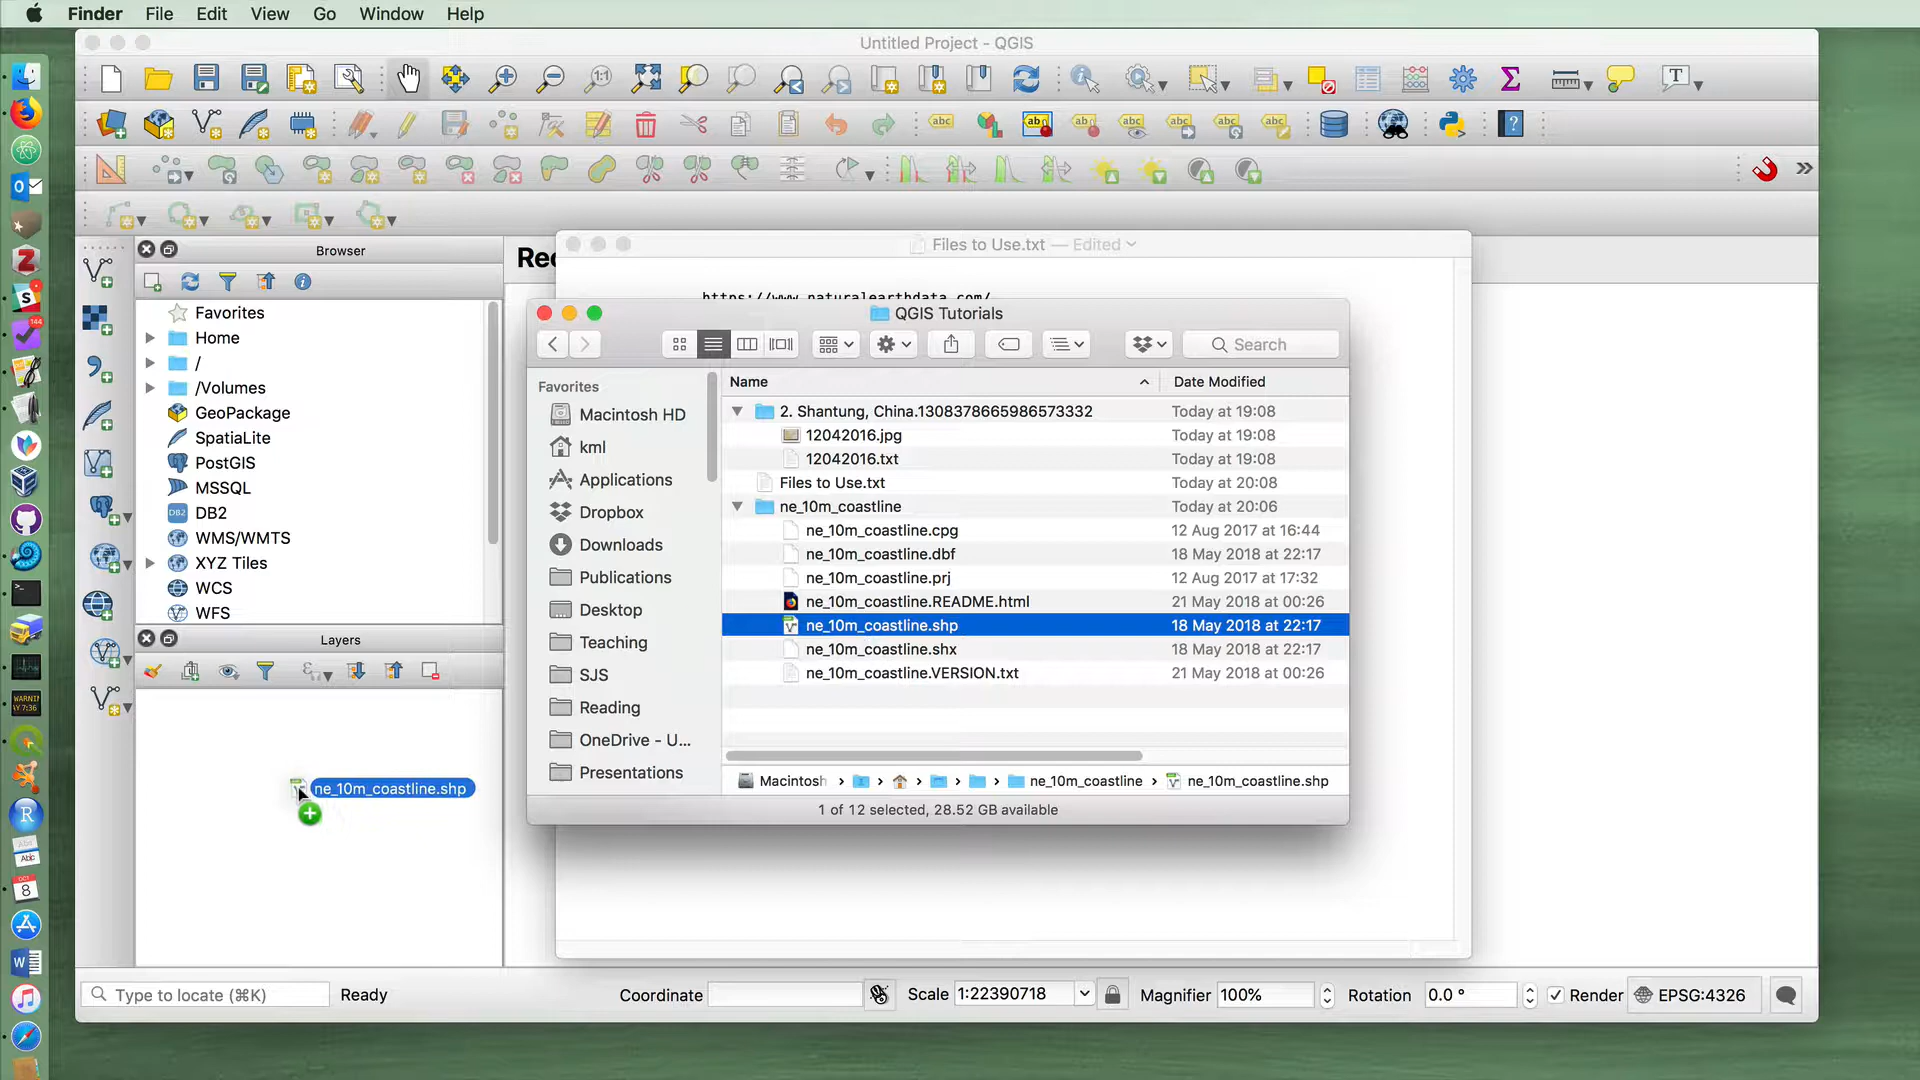 Finder File Edit View Go Window Help
Untitled Project - QGIS
Browser
Favorites
Home
/
/Volumes
GeoPackage
SpatiaLite
PostGIS
MSSQL
DB2
WMS/WMTS
XYZ Tiles
WCS
WFS
Layers
ne_10m_coastline.shp
Rec
Files to Use.txt — Edited
https://www.naturalearthdata.com/
QGIS Tutorials
Search
Favorites
Macintosh HD
kml
Applications
Dropbox
Downloads
Publications
Desktop
Teaching
SJS
Reading
OneDrive - U...
Presentations
Name Date Modified
2. Shantung, China.1308378665986573332 Today at 19:08
12042016.jpg Today at 19:08
12042016.txt Today at 19:08
Files to Use.txt Today at 20:08
ne_10m_coastline Today at 20:06
ne_10m_coastline.cpg 12 Aug 2017 at 16:44
ne_10m_coastline.dbf 18 May 2018 at 22:17
ne_10m_coastline.prj 12 Aug 2017 at 17:32
ne_10m_coastline.README.html 21 May 2018 at 00:26
ne_10m_coastline.shp 18 May 2018 at 22:17
ne_10m_coastline.shx 18 May 2018 at 22:17
ne_10m_coastline.VERSION.txt 21 May 2018 at 00:26
Macintosh › › › › › ne_10m_coastline › ne_10m_coastline.shp
1 of 12 selected, 28.52 GB available
Type to locate (⌘K) Ready Coordinate Scale 1:22390718 Magnifier 100% Rotation 0.0 ° Render EPSG:4326